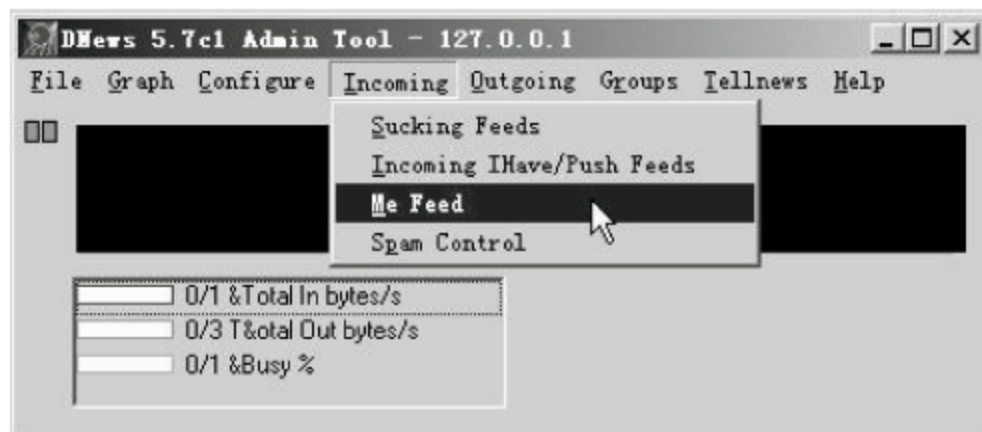 DNews 5.7c1 Admin Tool - 127.0.0.1
File Graph Configure Incoming Outgoing Groups Tellnews Help
Sucking Feeds
Incoming IHave/Push Feeds
Me Feed
Spam Control
0/1 &Total In bytes/s
0/3 T&otal Out bytes/s
0/1 &Busy %